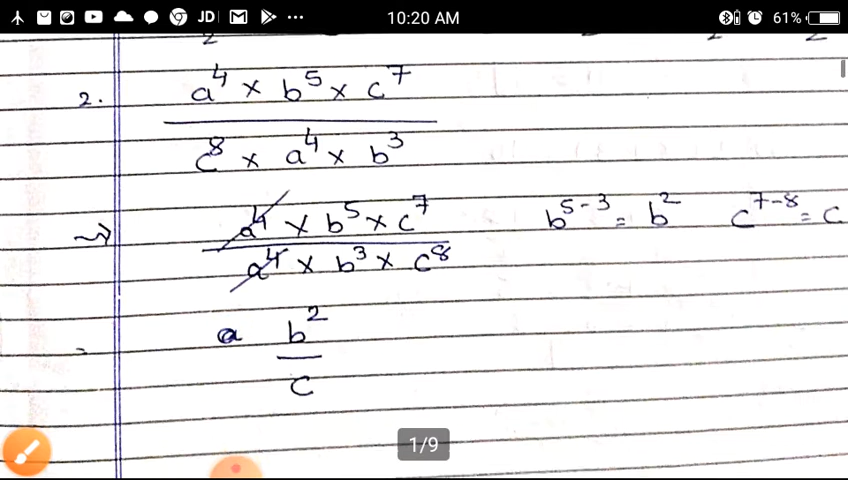 JD 10:20 AM 61%
2. a⁴ × b⁵ × c⁷
c⁸ × a⁴ × b³
a⁴ × b⁵ × c⁷ b⁵⁻³ = b² c⁷⁻⁸ = c
a⁴ × b³ × c⁸
= a b²
c
1/9